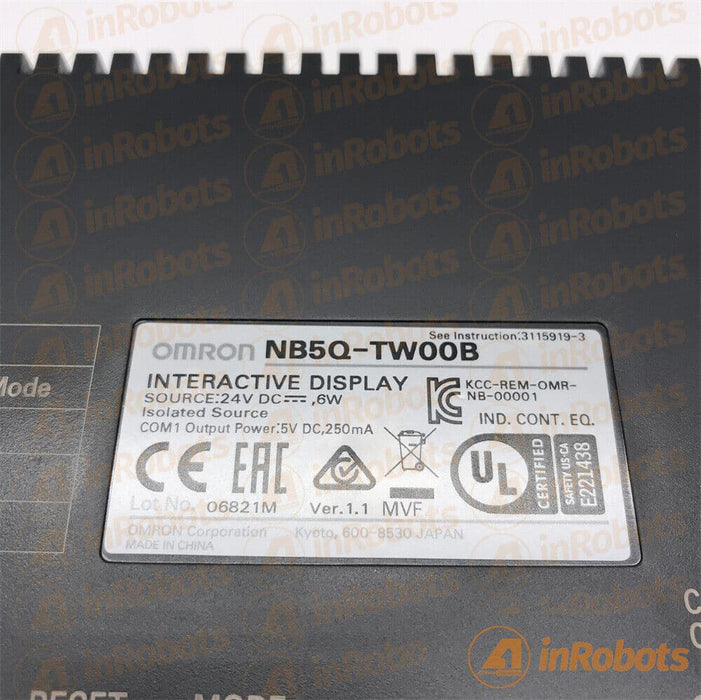 inRobots
See Instruction:3115919-3
OMRON NB5Q-TW00B
INTERACTIVE DISPLAY
SOURCE:24V DC⎓,6W
Isolated Source
COM1 Output Power:5V DC,250mA
KCC-REM-OMR-
NB-00001
IND. CONT. EQ.
CE EAC
UL
CERTIFIED
SAFETY US-CA
E221438
Lot No. 06821M Ver.1.1 MVF
OMRON Corporation Kyoto, 600-8530 JAPAN
MADE IN CHINA
Mode
RESET MODE
inRobots